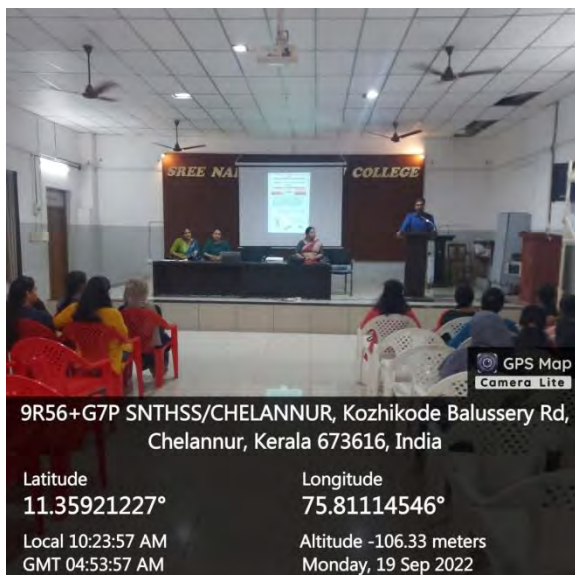 SREE NA
COLLEGE
GPS Map
Camera Lite
9R56+G7P SNTHSS/CHELANNUR, Kozhikode Balussery Rd,
Chelannur, Kerala 673616, India
Latitude
11.35921227°
Longitude
75.81114546°
Local 10:23:57 AM
GMT 04:53:57 AM
Altitude -106.33 meters
Monday, 19 Sep 2022